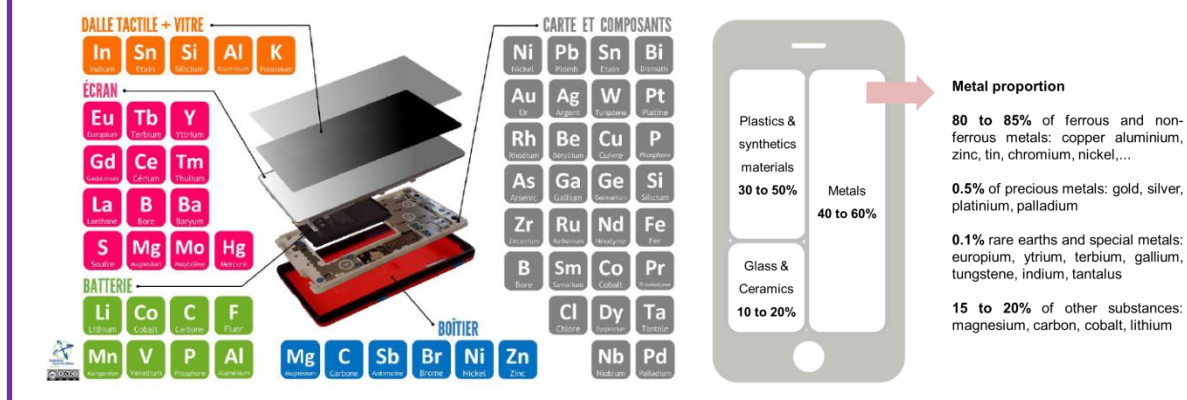 DALLE TACTILE + VITRE
In Sn Si Al K
Indium Etain Silicium Aluminium Potassium
ÉCRAN
Eu Tb Y
Europium Terbium Yttrium
Gd Ce Tm
Gadolinium Cérium Thulium
La B Ba
Lanthane Bore Baryum
S Mg Mo Hg
Soufre Magnésium Molybdène Mercure
BATTERIE
Li Co C F
Lithium Cobalt Carbone Fluor
Mn V P Al
Manganèse Vanadium Phosphore Aluminium
BOÎTIER
Mg C Sb Br Ni Zn
Magnésium Carbone Antimoine Brome Nickel Zinc
CARTE ET COMPOSANTS
Ni Pb Sn Bi
Nickel Plomb Etain Bismuth
Au Ag W Pt
Or Argent Tungstène Platine
Rh Be Cu P
Rhodium Béryllium Cuivre Phosphore
As Ga Ge Si
Arsenic Gallium Germanium Silicium
Zr Ru Nd Fe
Zirconium Ruthénium Néodyme Fer
B Sm Co Pr
Bore Samarium Cobalt Praséodyme
Cl Dy Ta
Chlore Dysprosium Tantale
Nb Pd
Niobium Palladium
Plastics &
synthetics
materials
30 to 50%
Glass &
Ceramics
10 to 20%
Metals
40 to 60%
Metal proportion
80 to 85% of ferrous and non-
ferrous metals: copper aluminium,
zinc, tin, chromium, nickel,...
0.5% of precious metals: gold, silver,
platinium, palladium
0.1% rare earths and special metals:
europium, ytrium, terbium, gallium,
tungstene, indium, tantalus
15 to 20% of other substances:
magnesium, carbon, cobalt, lithium